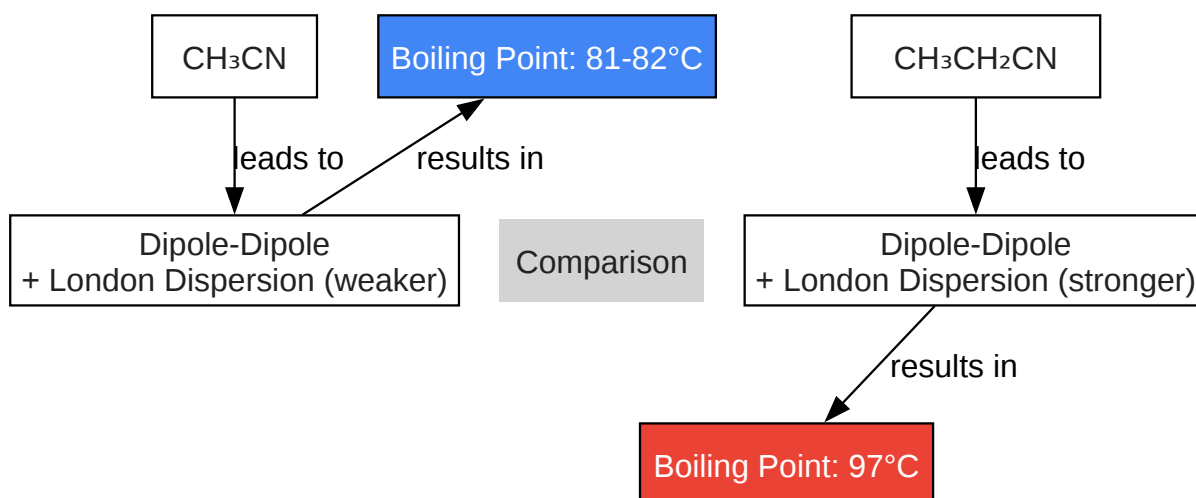 CH₃CN
Boiling Point: 81-82°C
CH₃CH₂CN
leads to
results in
leads to
Dipole-Dipole
+ London Dispersion (weaker)
Comparison
Dipole-Dipole
+ London Dispersion (stronger)
results in
Boiling Point: 97°C